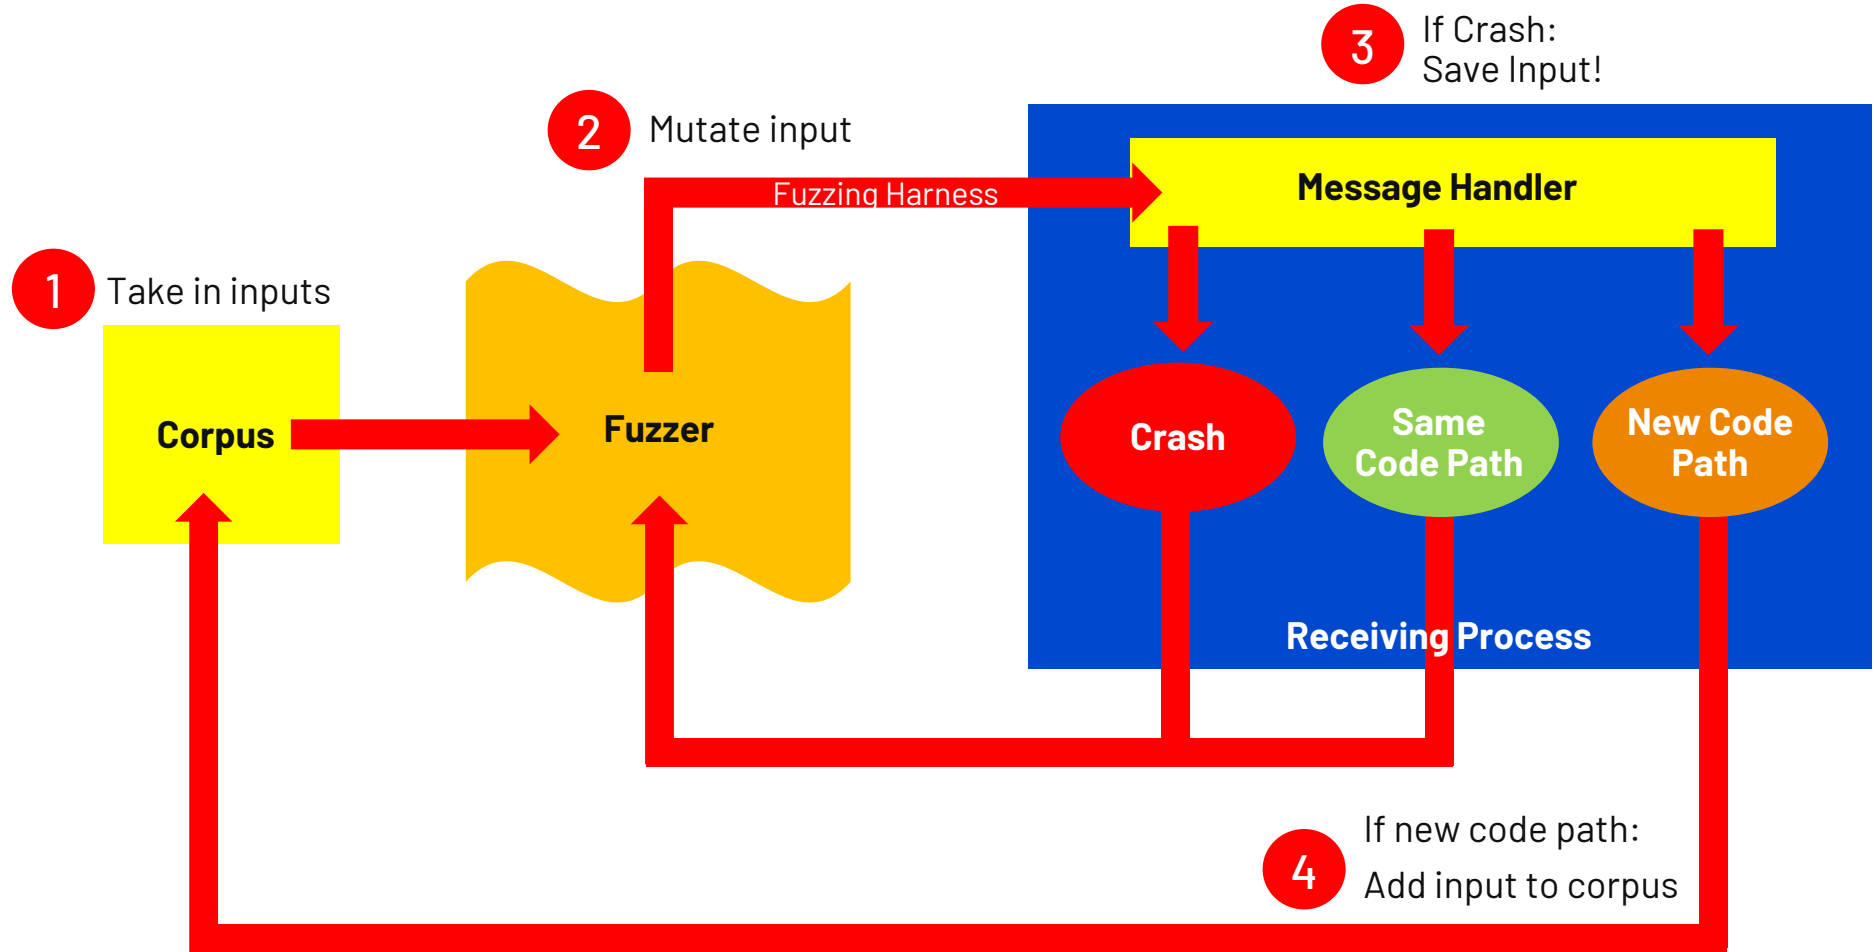 3
If Crash:
Save Input!
2
Mutate input
Fuzzing Harness
Message Handler
1
Take in inputs
Corpus
Fuzzer
Crash
Same
Code Path
New Code
Path
Receiving Process
4
If new code path:
Add input to corpus